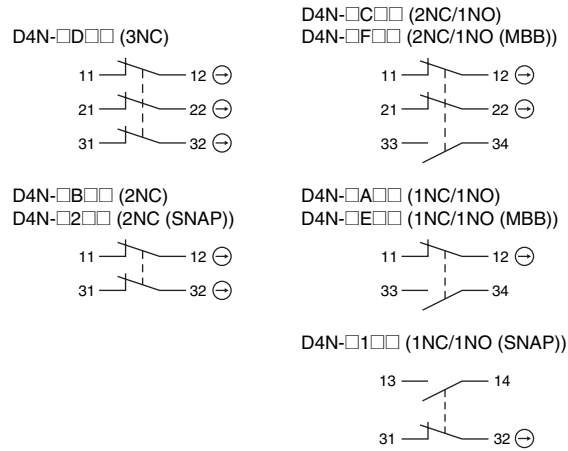 D4N-□D□□ (3NC)
11 12 →
21 22 →
31 32 →
D4N-□C□□ (2NC/1NO)
D4N-□F□□ (2NC/1NO (MBB))
11 12 →
21 22 →
33 34
D4N-□B□□ (2NC)
D4N-□2□□ (2NC (SNAP))
11 12 →
31 32 →
D4N-□A□□ (1NC/1NO)
D4N-□E□□ (1NC/1NO (MBB))
11 12 →
33 34
D4N-□1□□ (1NC/1NO (SNAP))
13 14
31 32 →